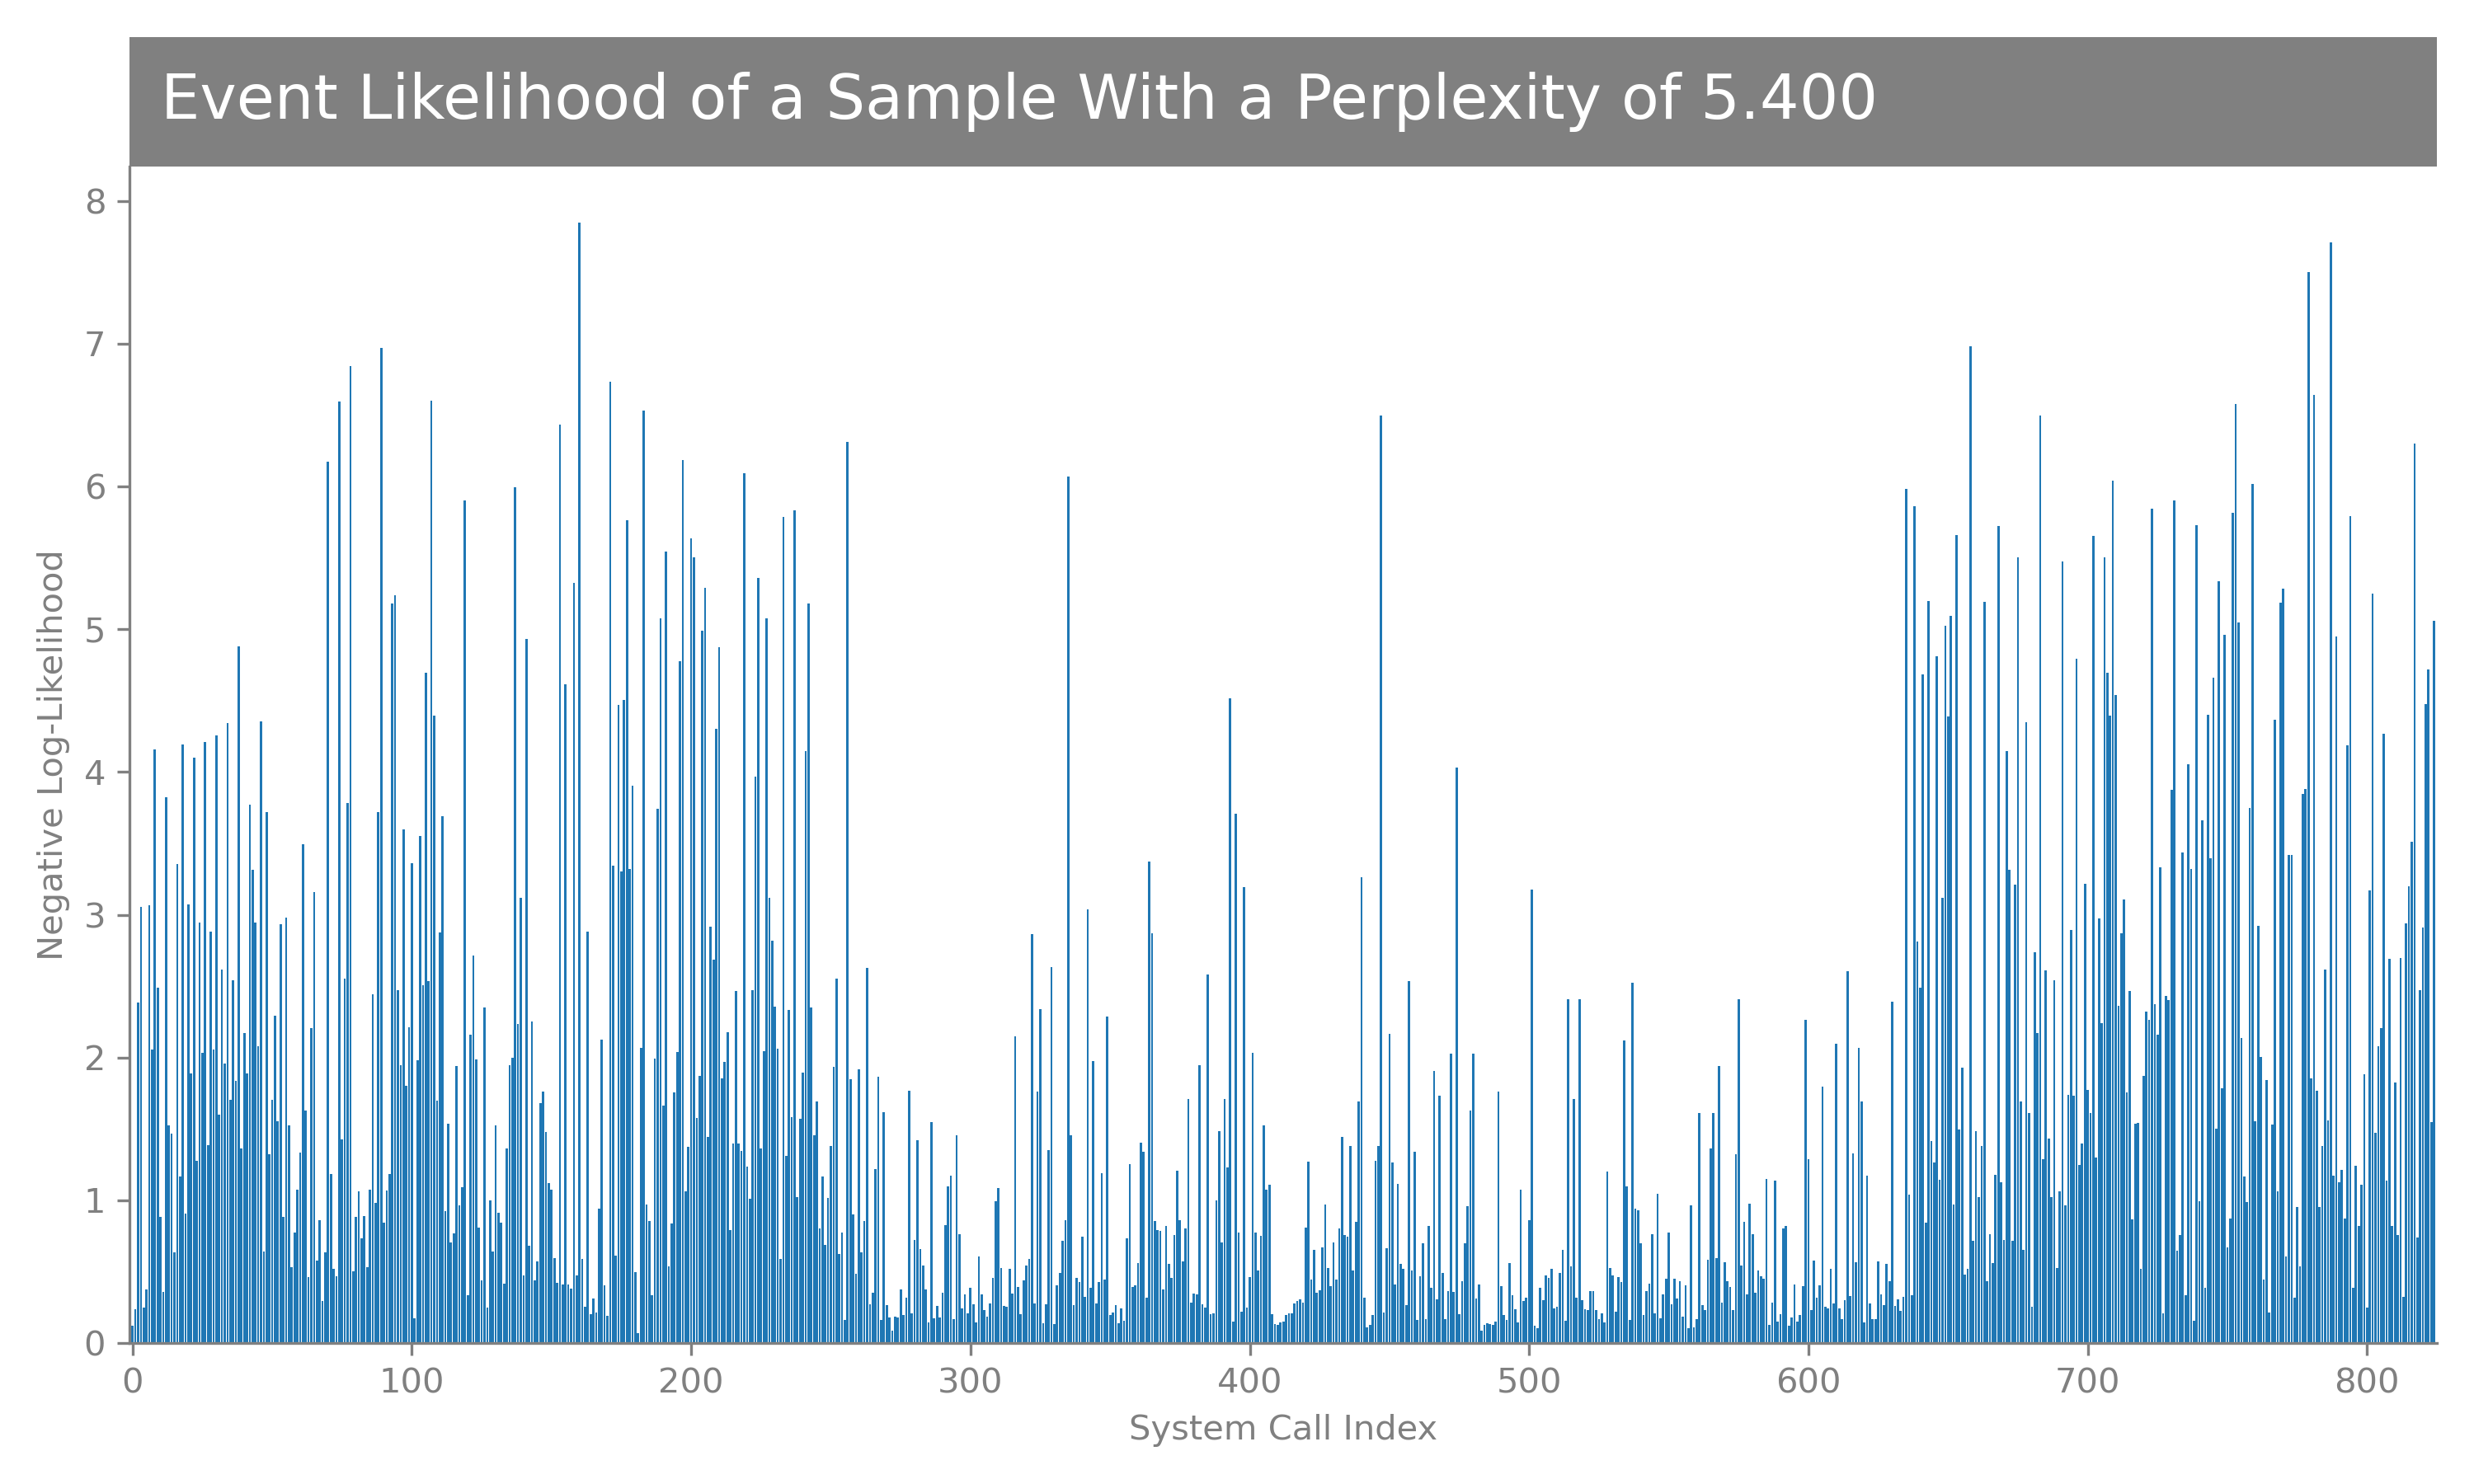 Event Likelihood of a Sample With a Perplexity of 5.400
8
7
6
5
4
3
2
1
0
Negative Log-Likelihood
0 100 200 300 400 500 600 700 800
System Call Index